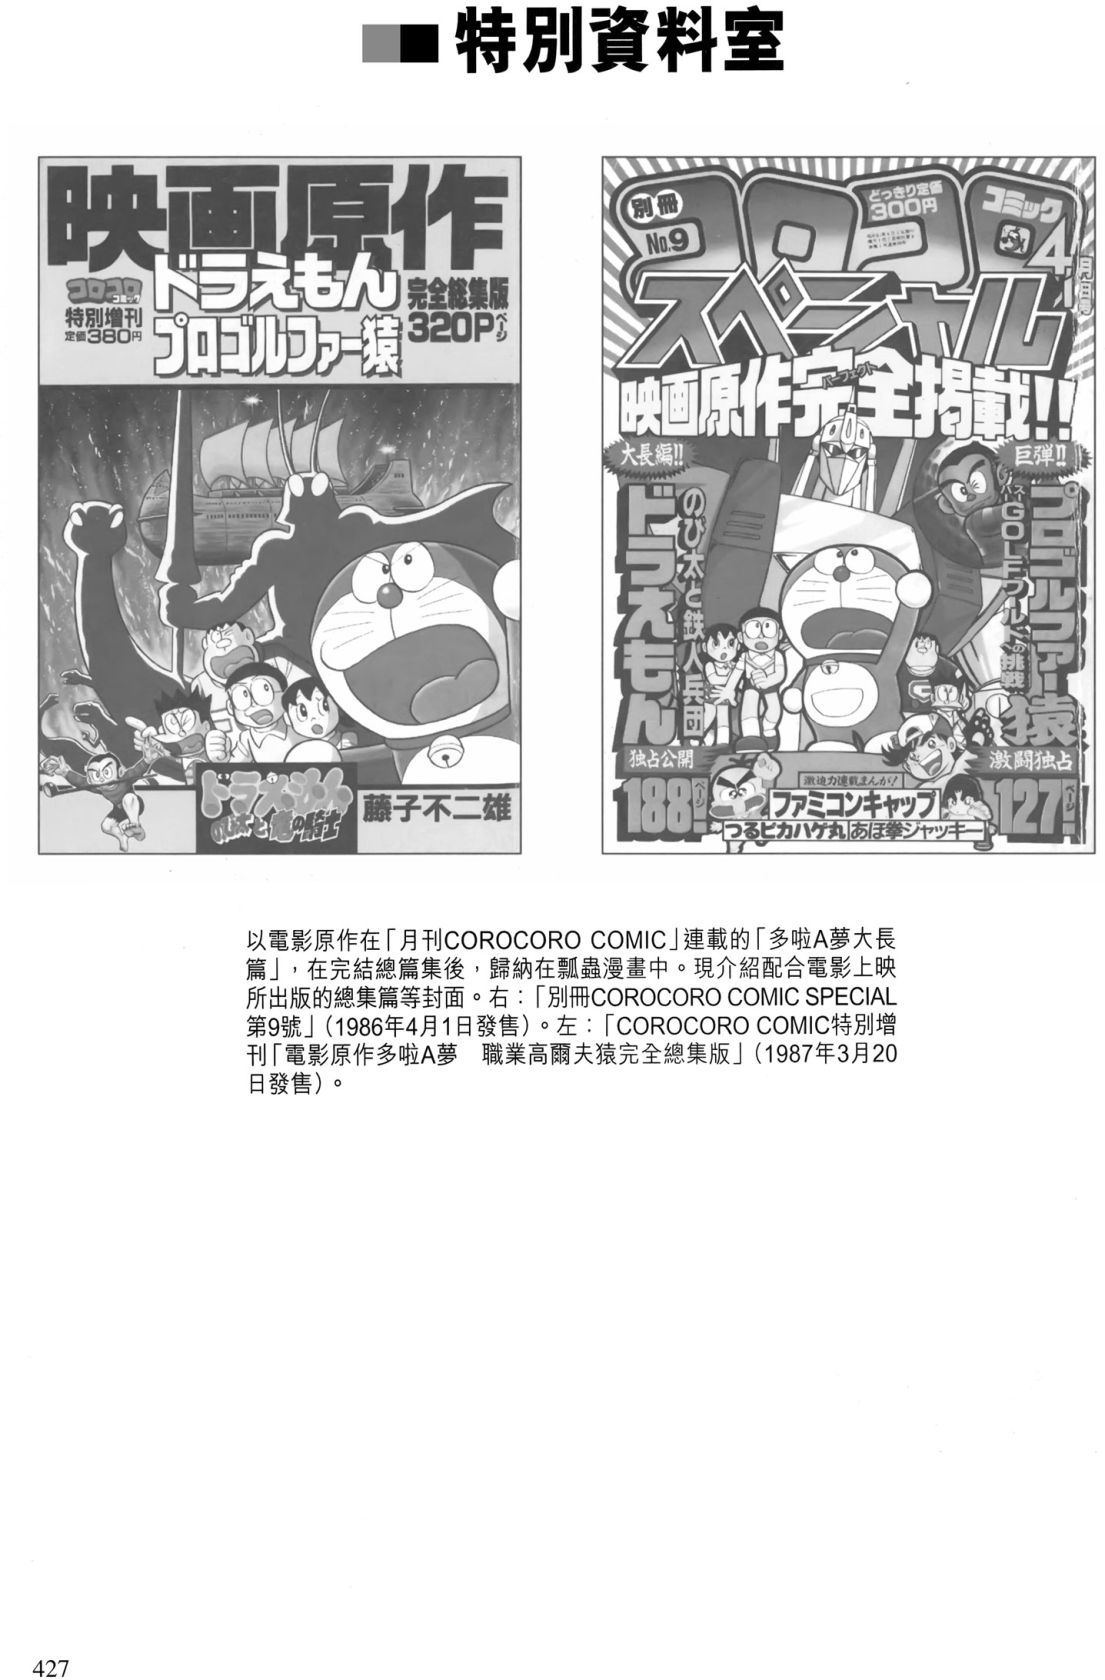 特別資料室
映画原作
コロコロ
コミック
特別増刊
定価380円
ドラえもん
プロゴルファー猿
完全総集版
320Pページ
ドラえもん
のび太と竜の騎士
藤子不二雄
別冊
No.9
コロコロ
どっきり定価
300円
コミック
4/1
月 号
スペシャル
映画原作完全掲載!!
パーフェクト
大長編!!
ドラえもん
のび太と鉄人兵団
独占公開
188ページ!
巨弾!!
プロゴルファー猿
GOLFワールドへの挑戦
激闘独占
127ページ!
激迫力連載まんが!
ファミコンキャップ
つるピカハゲ丸 あほ拳ジャッキー
以電影原作在「月刊COROCORO COMIC」連載的「多啦A夢大長
篇」，在完結總篇集後，歸納在瓢蟲漫畫中。現介紹配合電影上映
所出版的總集篇等封面。右：「別冊COROCORO COMIC SPECIAL
第9號」（1986年4月1日發售）。左：「COROCORO COMIC特別增
刊「電影原作多啦A夢　職業高爾夫猿完全總集版」（1987年3月20
日發售）。
427